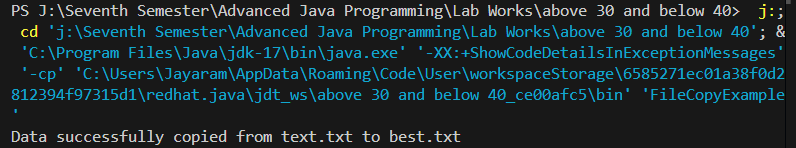 PS J:\Seventh Semester\Advanced Java Programming\Lab Works\above 30 and below 40>  j:;
 cd 'j:\Seventh Semester\Advanced Java Programming\Lab Works\above 30 and below 40'; &
 'C:\Program Files\Java\jdk-17\bin\java.exe' '-XX:+ShowCodeDetailsInExceptionMessages'
 '-cp' 'C:\Users\Jayaram\AppData\Roaming\Code\User\workspaceStorage\6585271ec01a38f0d2
812394f97315d1\redhat.java\jdt_ws\above 30 and below 40_ce00afc5\bin' 'FileCopyExample
'
Data successfully copied from text.txt to best.txt